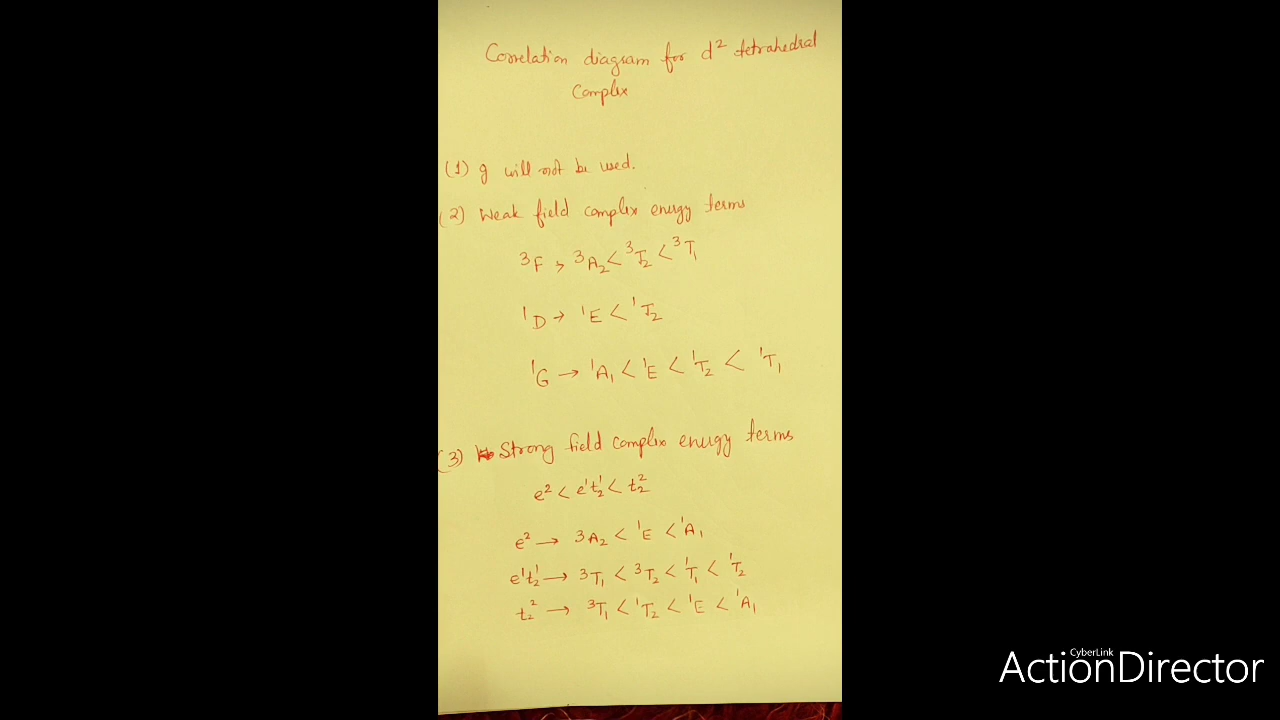 Correlation diagram for d² tetrahedral
Complex
(1) g will not be used.
(2) Weak field complex energy terms
³F → ³A₂ < ³T₂ < ³T₁
¹D → ¹E < ¹T₂
¹G → ¹A₁ < ¹E < ¹T₂ < ¹T₁
(3) Strong field complex energy terms
e² < e¹t₂¹ < t₂²
e² → ³A₂ < ¹E < ¹A₁
e¹t₂¹ → ³T₁ < ³T₂ < ¹T₁ < ¹T₂
t₂² → ³T₁ < ¹T₂ < ¹E < ¹A₁
CyberLink
ActionDirector